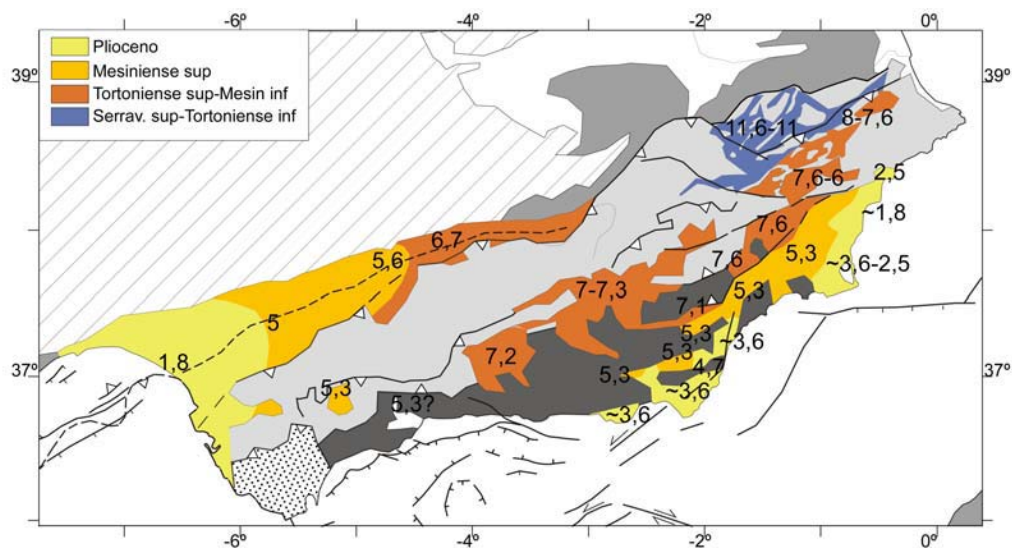 -6º -4º -2º 0º
39º 39º
Plioceno
Mesiniense sup
Tortoniense sup-Mesin inf
Serrav. sup-Tortoniense inf
11,6-11 8-7,6
7,6-6 2,5
~1,8
6,7 7,6
5,6 7,6 5,3 ~3,6-2,5
7-7,3 5,3
5 7,1
5,3 ~3,6
1,8 7,2 5,3
37º 5,3 4,7 37º
5,3 ~3,6
5,3? ~3,6
-6º -4º -2º 0º